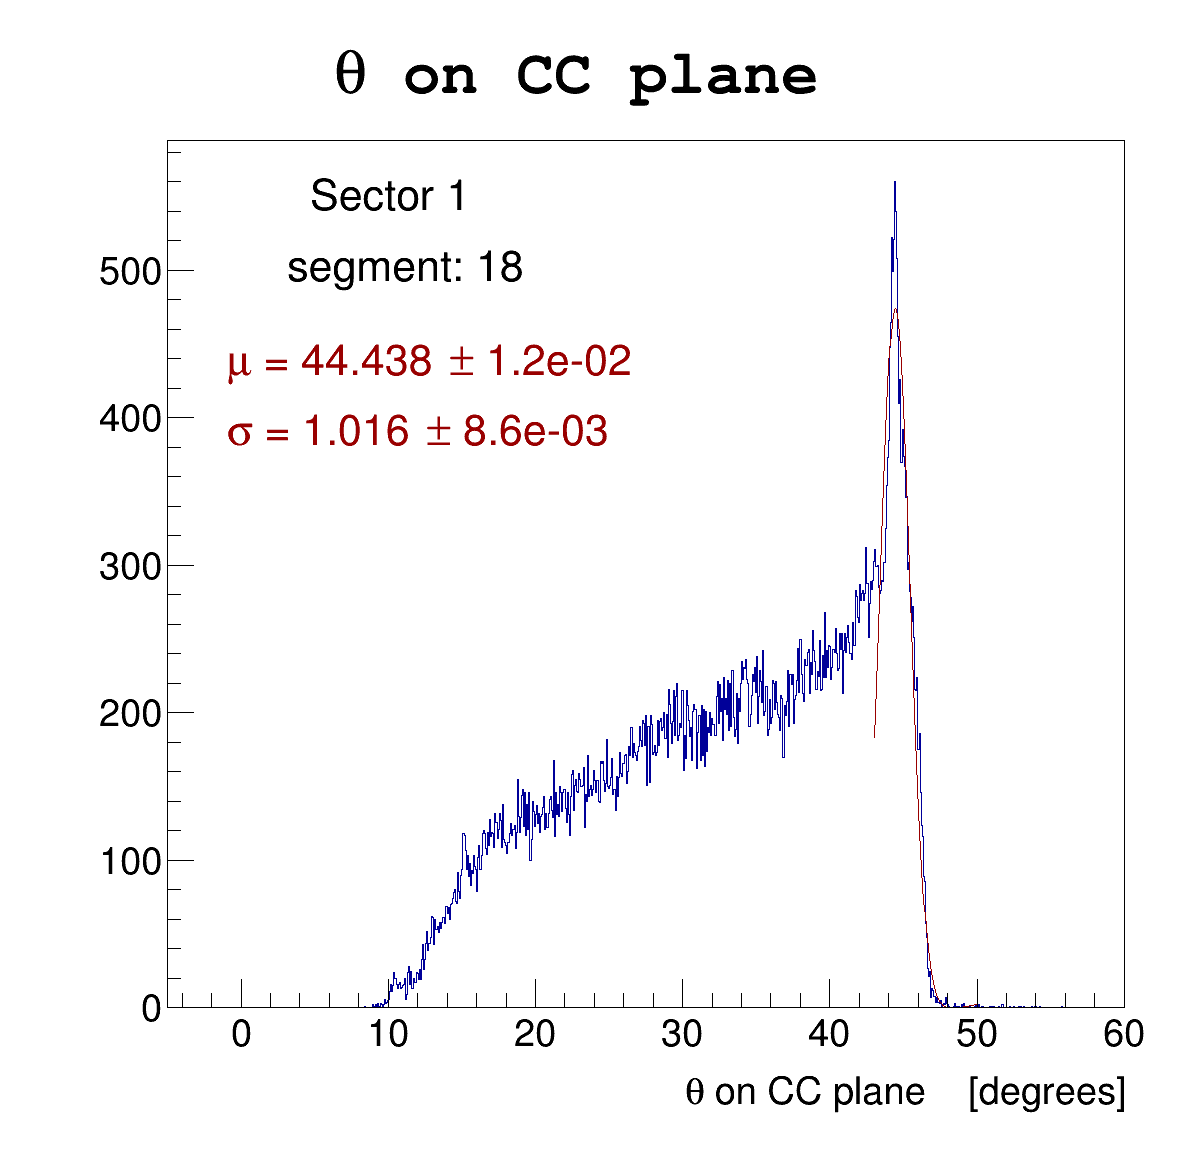 θ on CC plane
Sector 1
segment: 18
μ = 44.438 ± 1.2e-02
σ = 1.016 ± 8.6e-03
500
400
300
200
100
0
0 10 20 30 40 50 60
θ on CC plane [degrees]